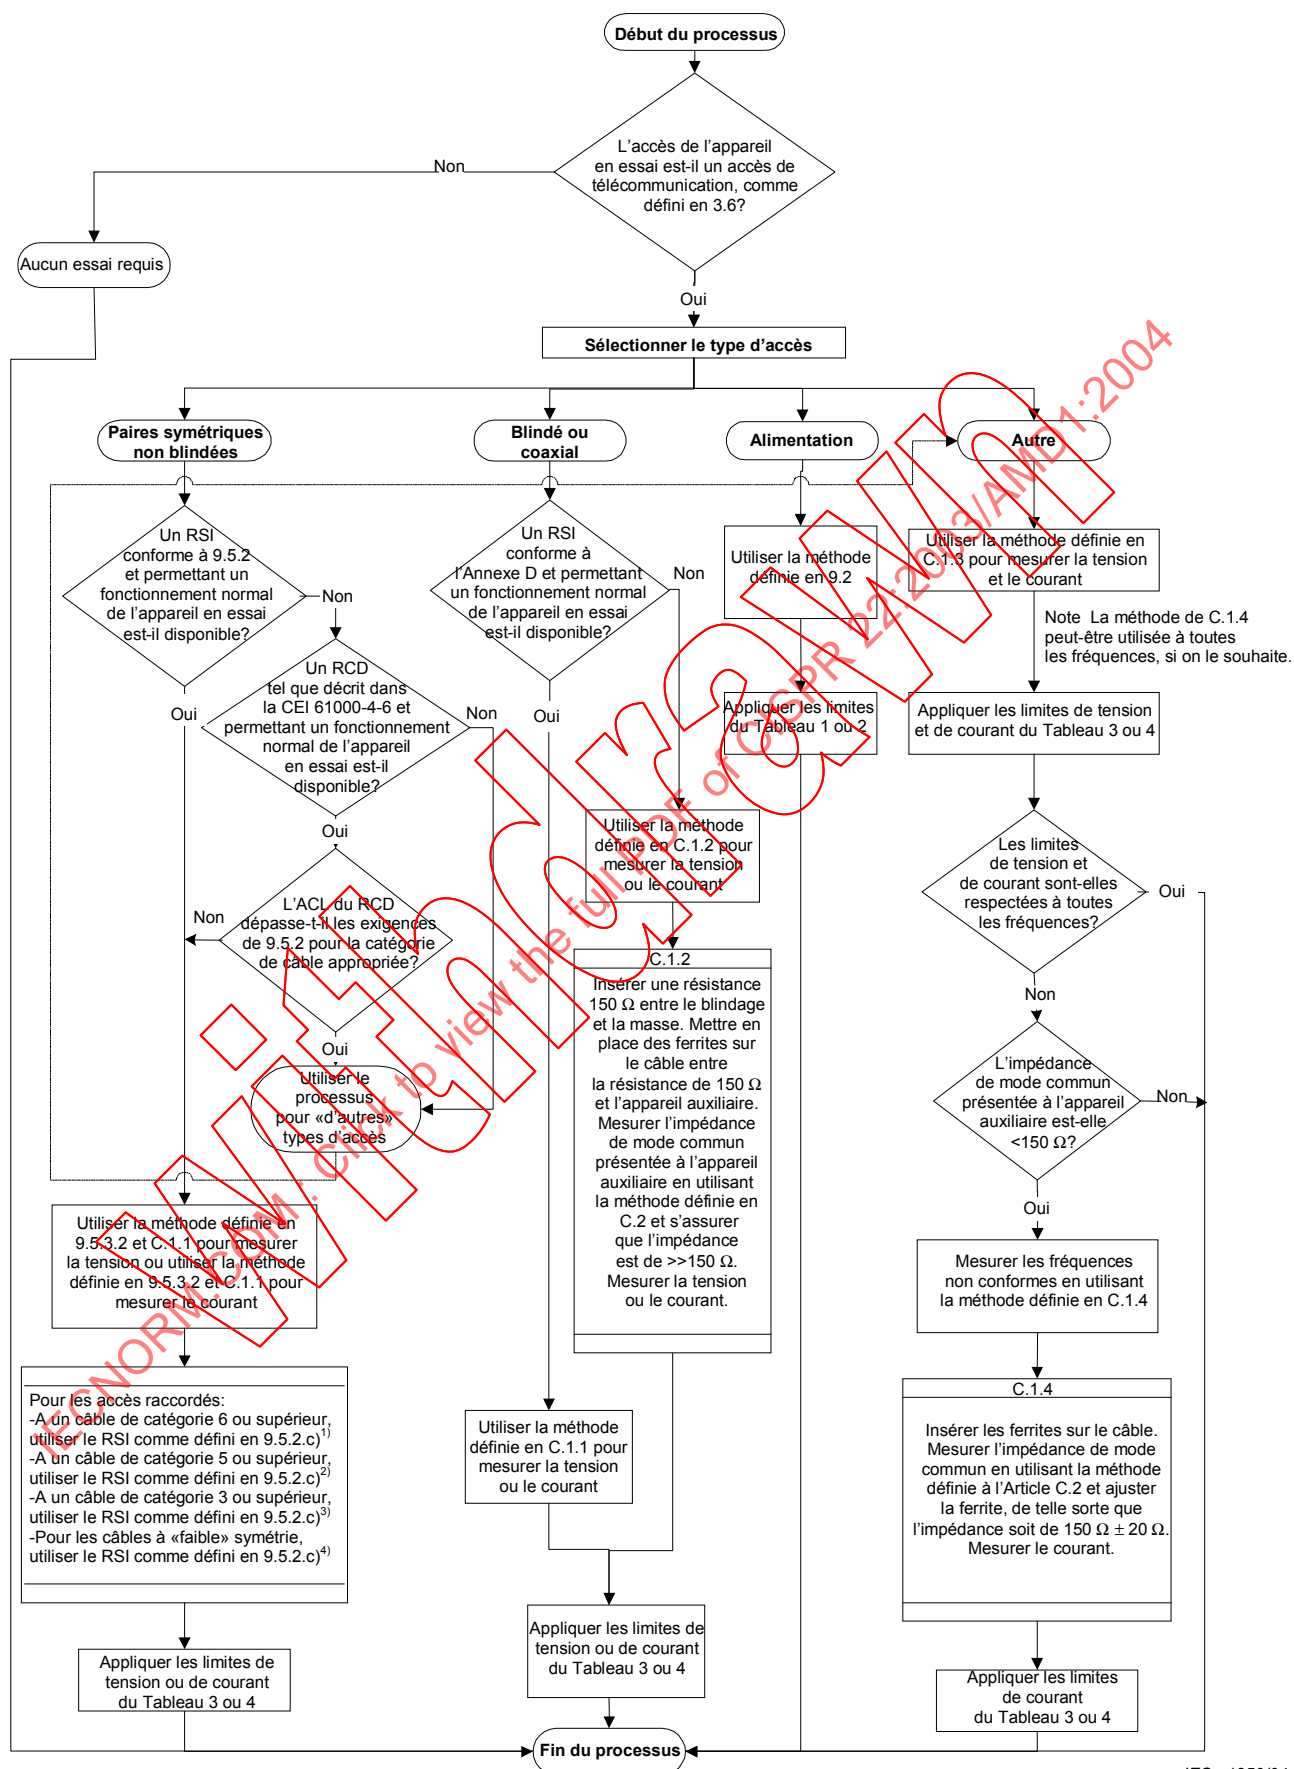 Début du processus
L'accès de l'appareil
en essai est-il un accès de
télécommunication, comme
défini en 3.6?
Non
Aucun essai requis
Oui
Sélectionner le type d'accès
Paires symétriques
non blindées
Blindé ou
coaxial
Alimentation
Autre
Un RSI
conforme à 9.5.2
et permettant un
fonctionnement normal
de l'appareil en essai
est-il disponible?
Non
Oui
Un RCD
tel que décrit dans
la CEI 61000-4-6 et
permettant un fonctionnement
normal de l'appareil
en essai est-il
disponible?
Non
Oui
L'ACL du RCD
dépasse-t-il les exigences
de 9.5.2 pour la catégorie
de câble appropriée?
Non
Oui
Utiliser le
processus
pour «d'autres»
types d'accès
Utiliser la méthode définie en
9.5.3.2 et C.1.1 pour mesurer
la tension ou utiliser la méthode
définie en 9.5.3.2 et C.1.1 pour
mesurer le courant
Pour les accès raccordés:
-A un câble de catégorie 6 ou supérieur,
utiliser le RSI comme défini en 9.5.2.c)1)
-A un câble de catégorie 5 ou supérieur,
utiliser le RSI comme défini en 9.5.2.c)2)
-A un câble de catégorie 3 ou supérieur,
utiliser le RSI comme défini en 9.5.2.c)3)
-Pour les câbles à «faible» symétrie,
utiliser le RSI comme défini en 9.5.2.c)4)
Appliquer les limites de
tension ou de courant
du Tableau 3 ou 4
Un RSI
conforme à
l'Annexe D et permettant
un fonctionnement normal
de l'appareil en essai
est-il disponible?
Non
Oui
Utiliser la méthode
définie en C.1.2 pour
mesurer la tension
ou le courant
C.1.2
Insérer une résistance
150 Ω entre le blindage
et la masse. Mettre en
place des ferrites sur
le câble entre
la résistance de 150 Ω
et l'appareil auxiliaire.
Mesurer l'impédance
de mode commun
présentée à l'appareil
auxiliaire en utilisant
la méthode définie en
C.2 et s'assurer
que l'impédance
est de >>150 Ω.
Mesurer la tension
ou le courant.
Utiliser la méthode
définie en C.1.1 pour
mesurer la tension
ou le courant
Appliquer les limites de
tension ou de courant
du Tableau 3 ou 4
Utiliser la méthode
définie en 9.2
Appliquer les limites
du Tableau 1 ou 2
Utiliser la méthode définie en
C.1.3 pour mesurer la tension
et le courant
Note La méthode de C.1.4
peut-être utilisée à toutes
les fréquences, si on le souhaite.
Appliquer les limites de tension
et de courant du Tableau 3 ou 4
Les limites
de tension et
de courant sont-elles
respectées à toutes
les fréquences?
Oui
Non
L'impédance
de mode commun
présentée à l'appareil
auxiliaire est-elle
<150 Ω?
Non
Oui
Mesurer les fréquences
non conformes en utilisant
la méthode définie en C.1.4
C.1.4
Insérer les ferrites sur le câble.
Mesurer l'impédance de mode
commun en utilisant la méthode
définie à l'Article C.2 et ajuster
la ferrite, de telle sorte que
l'impédance soit de 150 Ω ± 20 Ω.
Mesurer le courant.
Appliquer les limites
de courant
du Tableau 3 ou 4
Fin du processus
IECNORM.COM : Click to view the full PDF of CISPR 22:2003/AMD1:2004
Withdrawn